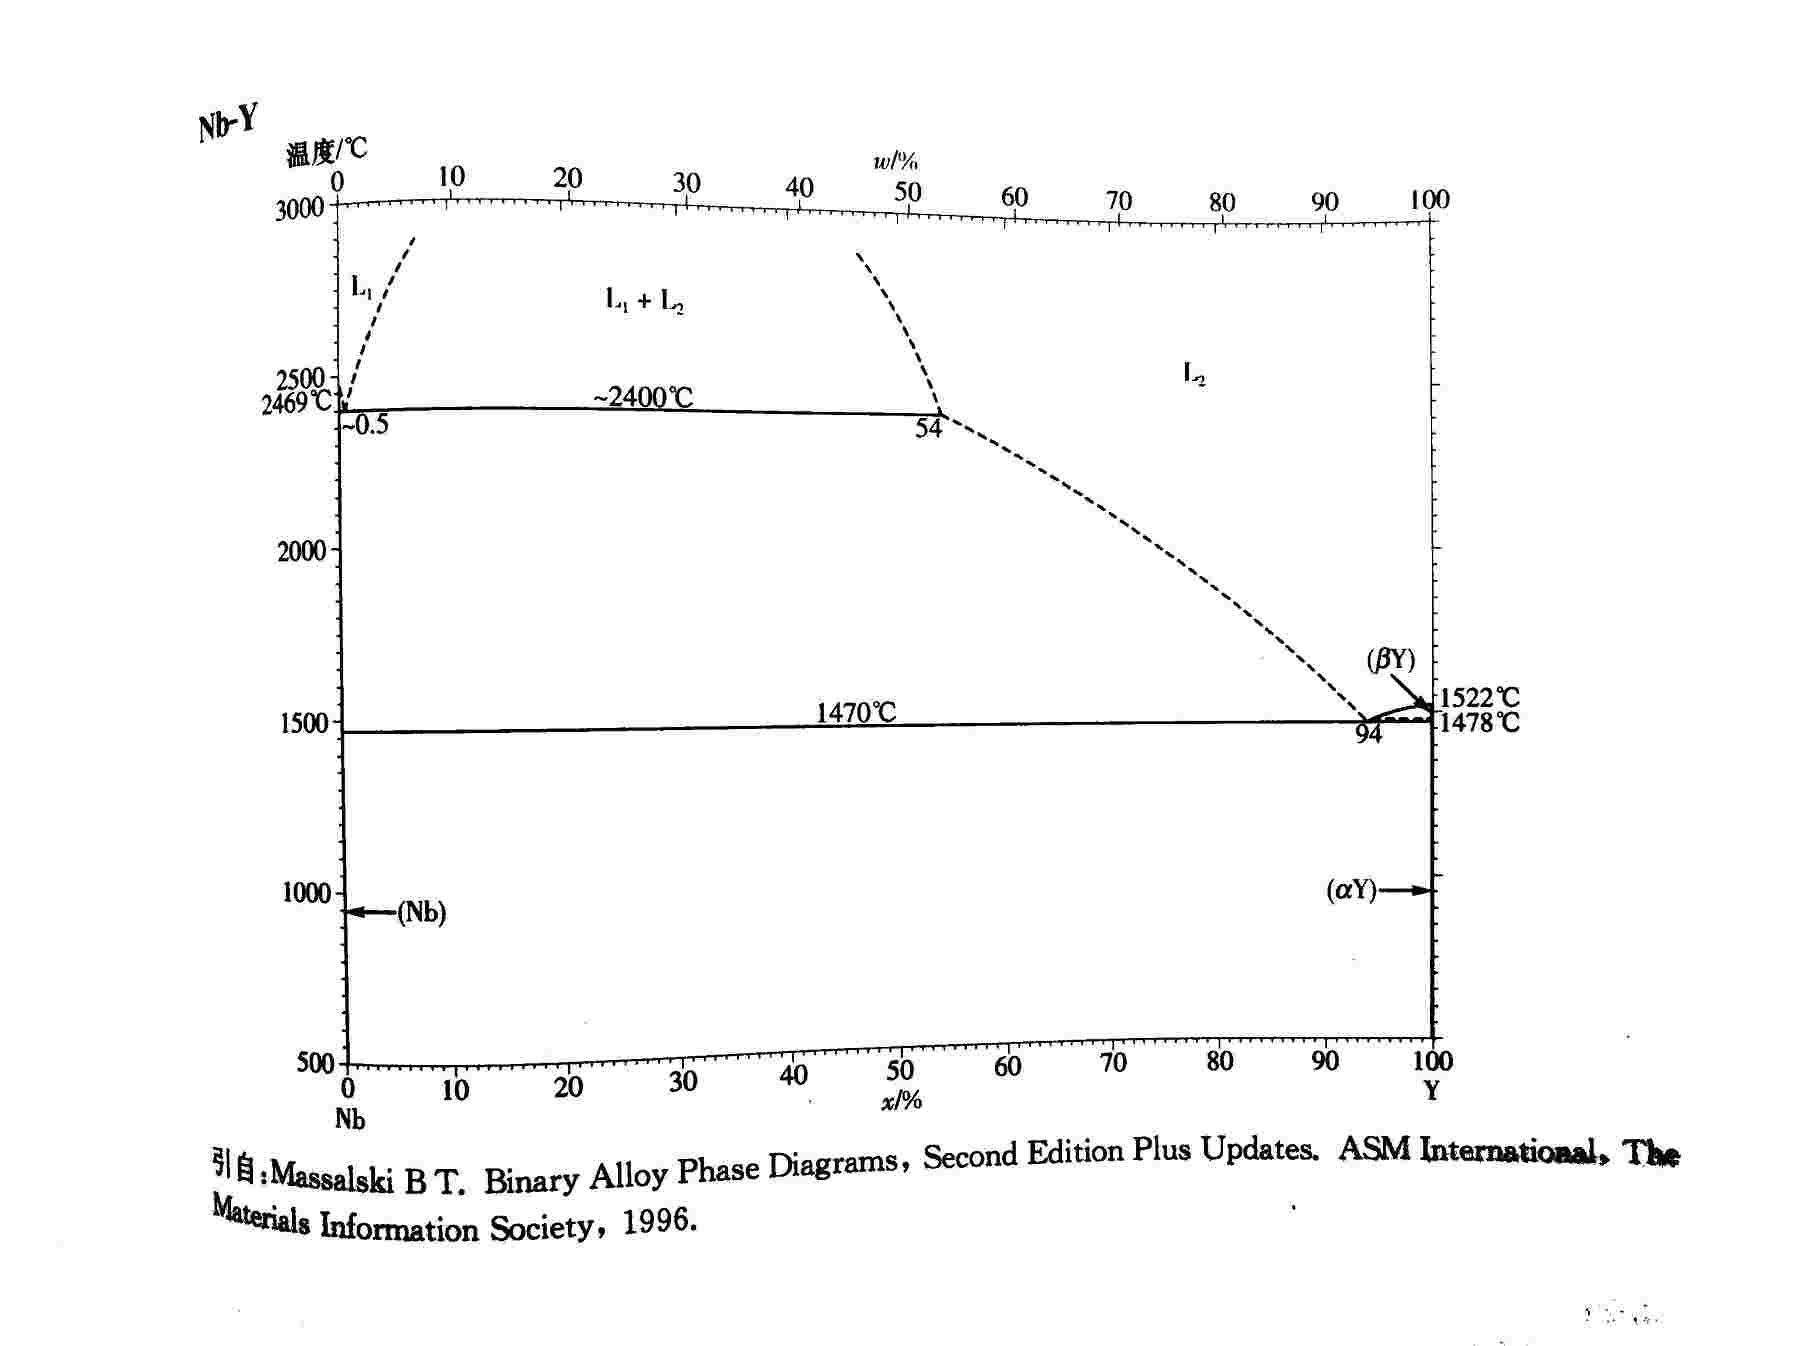 Nb-Y
温度/℃
w/%
0 10 20 30 40 50 60 70 80 90 100
3000
L₁
L₁ + L₂
L₂
2500
2469℃
~2400℃
~0.5
54
2000
(βY)
1522℃
1500
1470℃
1478℃
94
1000
(Nb)
(αY)
500
0 10 20 30 40 50 60 70 80 90 100
Nb
x/%
Y
引自:Massalski B T. Binary Alloy Phase Diagrams, Second Edition Plus Updates. ASM International, The
Materials Information Society, 1996.